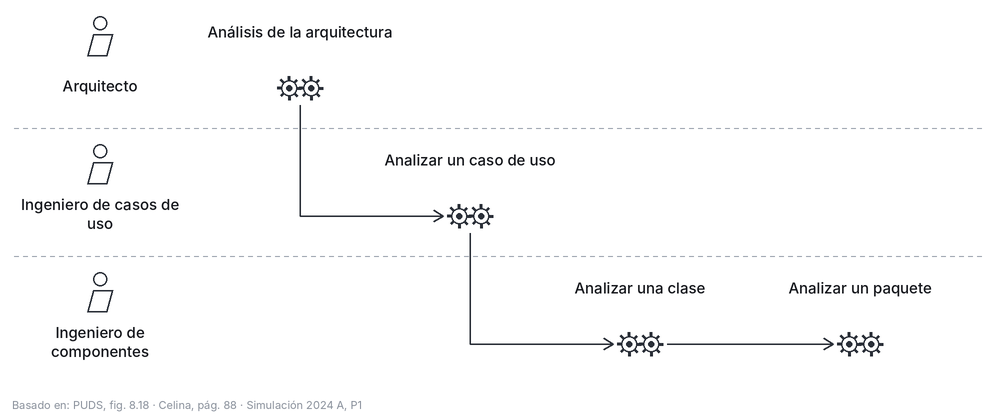 Análisis de la arquitectura
Arquitecto
Analizar un caso de uso
Ingeniero de casos de
uso
Analizar una clase
Analizar un paquete
Ingeniero de
componentes
Basado en: PUDS, fig. 8.18 · Celina, pág. 88 · Simulación 2024 A, P1